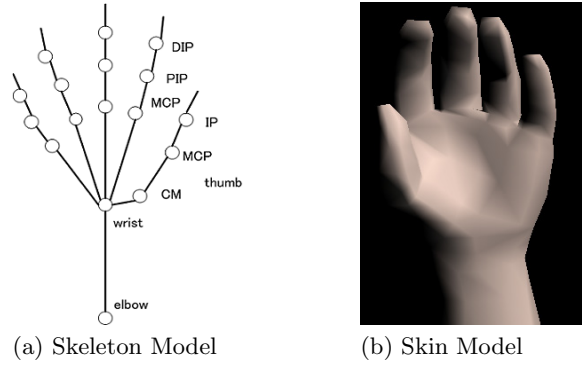 DIP
PIP
MCP
IP
MCP
thumb
CM
wrist
elbow
(a) Skeleton Model
(b) Skin Model